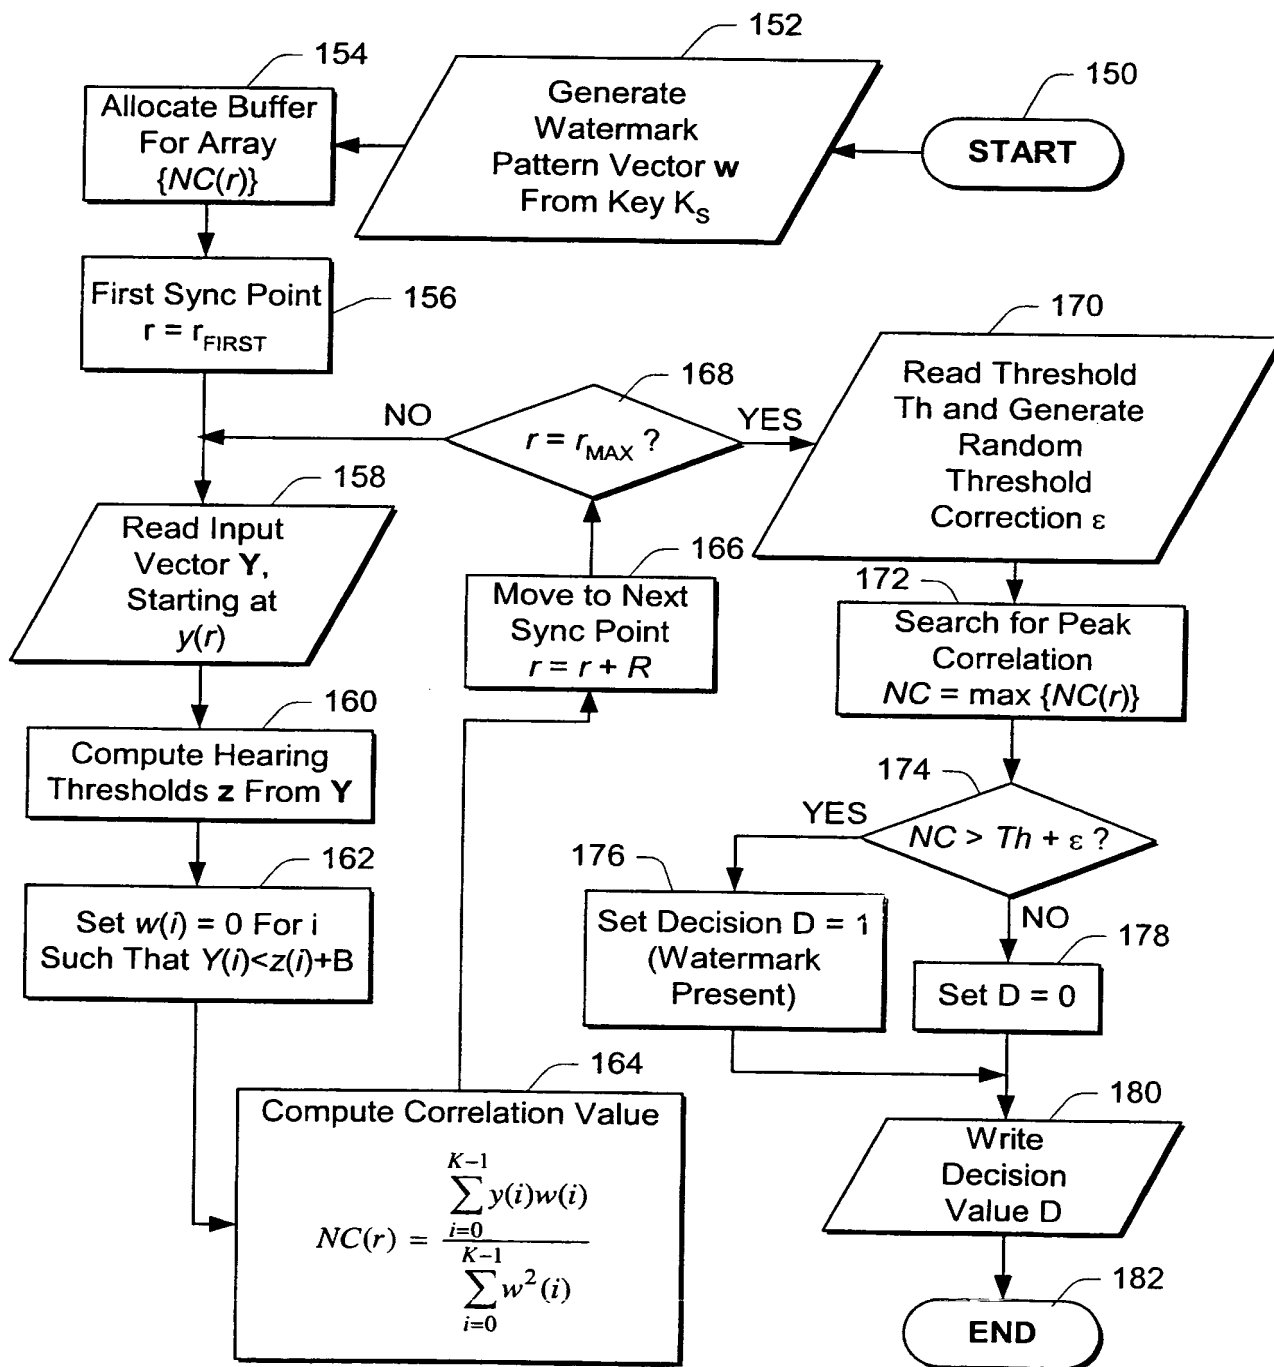 150
START
152
Generate
Watermark
Pattern Vector w
From Key K_S
154
Allocate Buffer
For Array
{NC(r)}
156
First Sync Point
r = r_FIRST
158
Read Input
Vector Y,
Starting at
y(r)
160
Compute Hearing
Thresholds z From Y
162
Set w(i) = 0 For i
Such That Y(i)<z(i)+B
164
Compute Correlation Value
NC(r) = \frac{\sum_{i=0}^{K-1} y(i)w(i)}{\sum_{i=0}^{K-1} w^2(i)}
166
Move to Next
Sync Point
r = r + R
168
r = r_MAX ?
NO
YES
170
Read Threshold
Th and Generate
Random
Threshold
Correction ε
172
Search for Peak
Correlation
NC = max {NC(r)}
174
NC > Th + ε ?
YES
NO
176
Set Decision D = 1
(Watermark
Present)
178
Set D = 0
180
Write
Decision
Value D
182
END